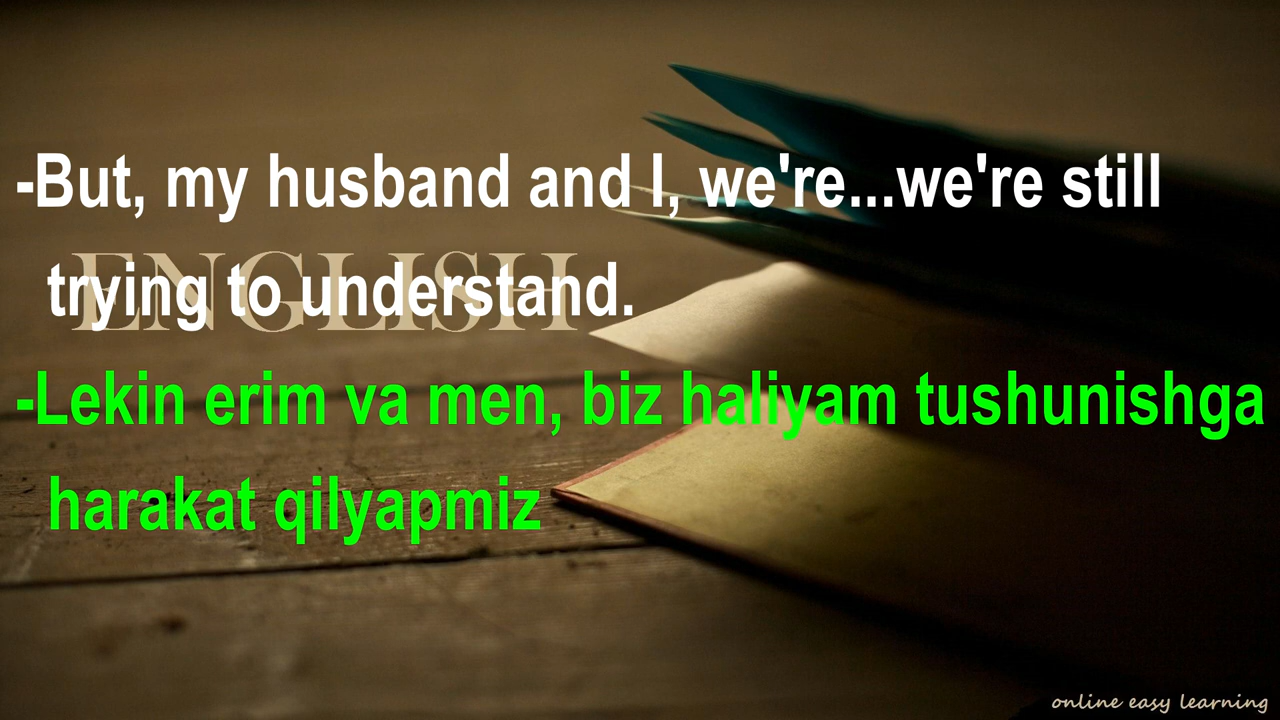 -But, my husband and I, we're...we're still
trying to understand.
ENGLISH
-Lekin erim va men, biz haliyam tushunishga
harakat qilyapmiz
online easy learning